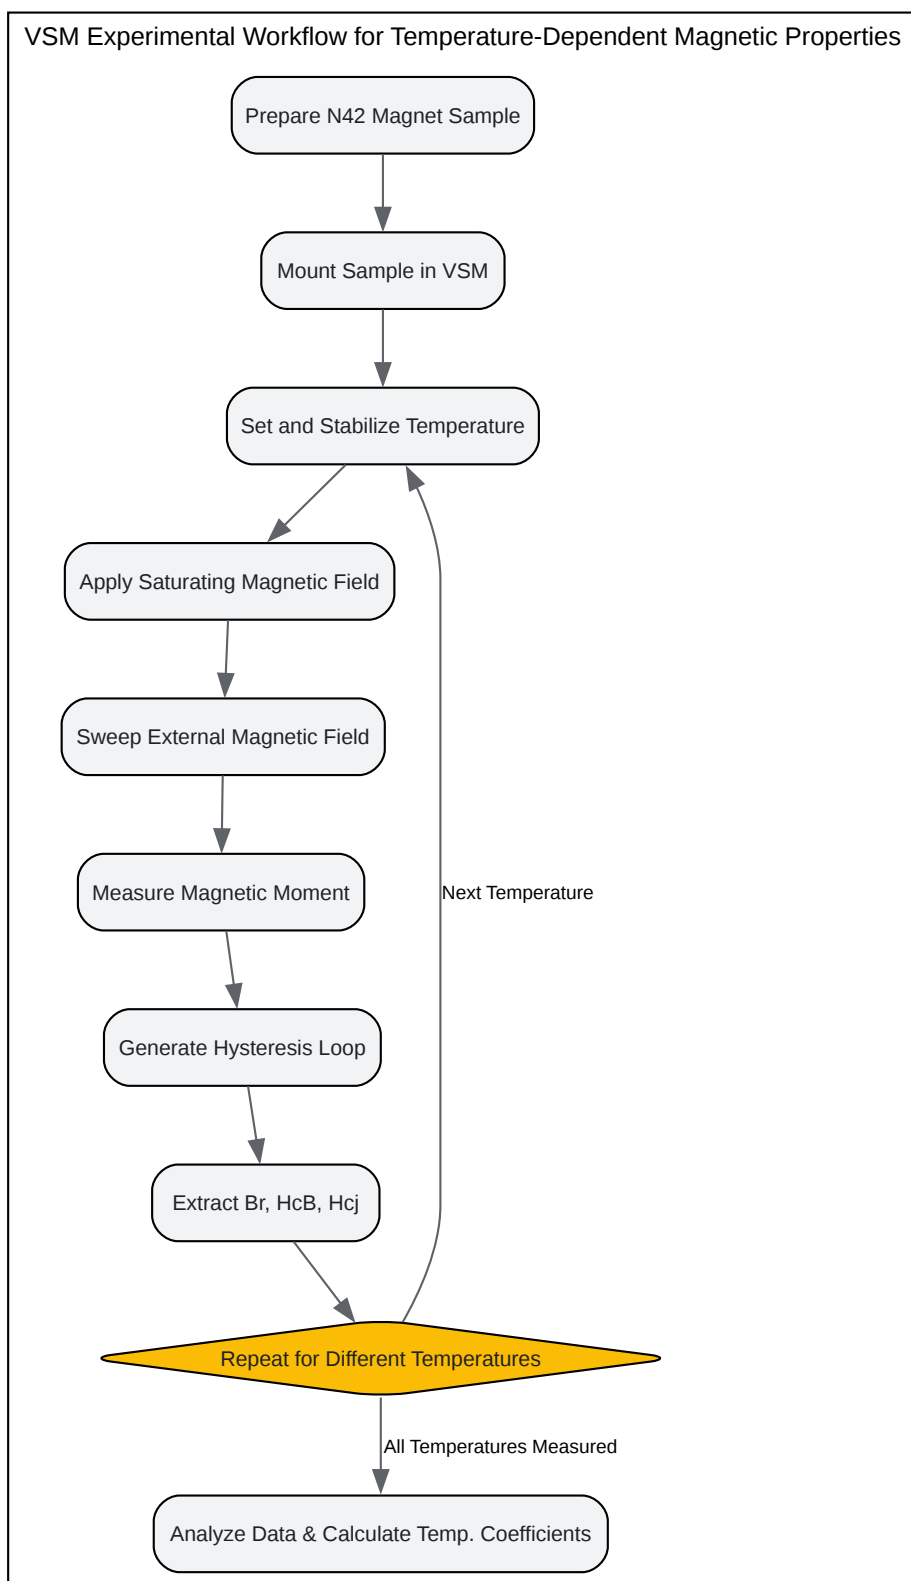 VSM Experimental Workflow for Temperature-Dependent Magnetic Properties
Prepare N42 Magnet Sample
Mount Sample in VSM
Set and Stabilize Temperature
Apply Saturating Magnetic Field
Sweep External Magnetic Field
Measure Magnetic Moment
Next Temperature
Generate Hysteresis Loop
Extract Br, HcB, Hcj
Repeat for Different Temperatures
All Temperatures Measured
Analyze Data & Calculate Temp. Coefficients